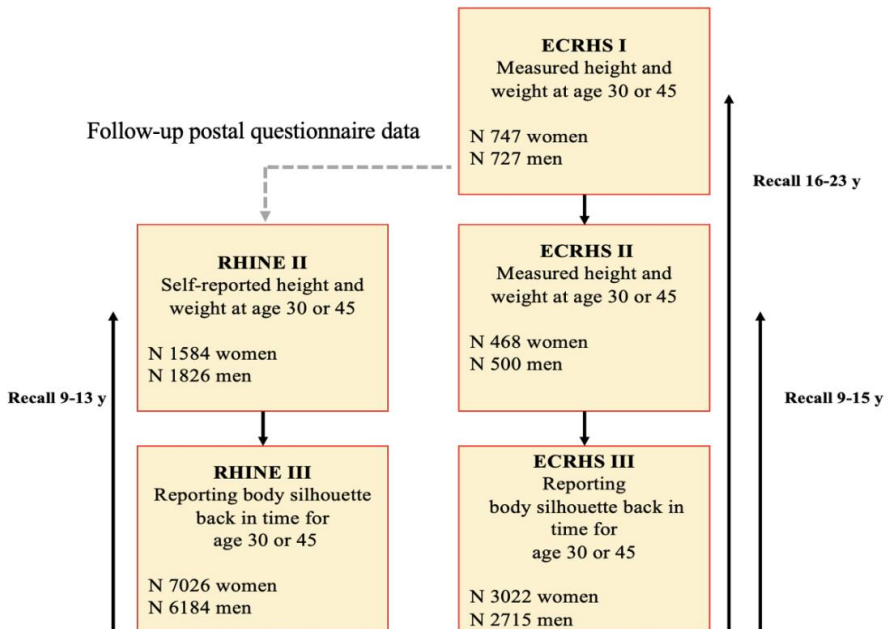 ECRHS I
Measured height and
weight at age 30 or 45
N 747 women
N 727 men
Follow-up postal questionnaire data
Recall 16-23 y
RHINE II
Self-reported height and
weight at age 30 or 45
N 1584 women
N 1826 men
ECRHS II
Measured height and
weight at age 30 or 45
N 468 women
N 500 men
Recall 9-13 y
Recall 9-15 y
RHINE III
Reporting body silhouette
back in time for
age 30 or 45
N 7026 women
N 6184 men
ECRHS III
Reporting
body silhouette back in
time for
age 30 or 45
N 3022 women
N 2715 men